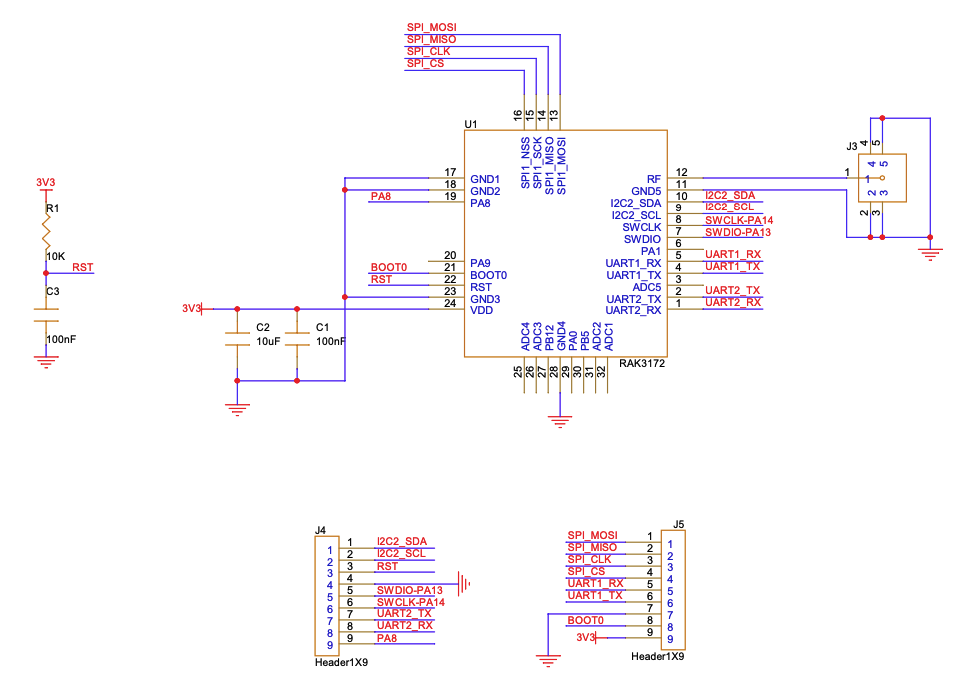 SPI_MOSI
SPI_MISO
SPI_CLK
SPI_CS
16
15
14
13
U1
SPI1_NSS
SPI1_SCK
SPI1_MISO
SPI1_MOSI
17 GND1
18 GND2
PA8 19 PA8
20 PA9
BOOT0 21 BOOT0
RST 22 RST
23 GND3
3V3 24 VDD
RF 12
GND5 11
I2C2_SDA 10 I2C2_SDA
I2C2_SCL 9 I2C2_SCL
SWCLK 8 SWCLK-PA14
SWDIO 7 SWDIO-PA13
PA1 6
UART1_RX 5 UART1_RX
UART1_TX 4 UART1_TX
ADC5 3
UART2_TX 2 UART2_TX
UART2_RX 1 UART2_RX
ADC4
ADC3
PB12
GND4
PA0
PB5
ADC2
ADC1
25
26
27
28
29
30
31
32
RAK3172
J3
4 5
4 5
1 1
2 3
2 3
3V3
R1
10K
RST
C3
100nF
C2
10uF
C1
100nF
J4
1 1 I2C2_SDA
2 2 I2C2_SCL
3 3 RST
4 4
5 5 SWDIO-PA13
6 6 SWCLK-PA14
7 7 UART2_TX
8 8 UART2_RX
9 9 PA8
Header1X9
J5
SPI_MOSI 1 1
SPI_MISO 2 2
SPI_CLK 3 3
SPI_CS 4 4
UART1_RX 5 5
UART1_TX 6 6
7 7
BOOT0 8 8
3V3 9 9
Header1X9